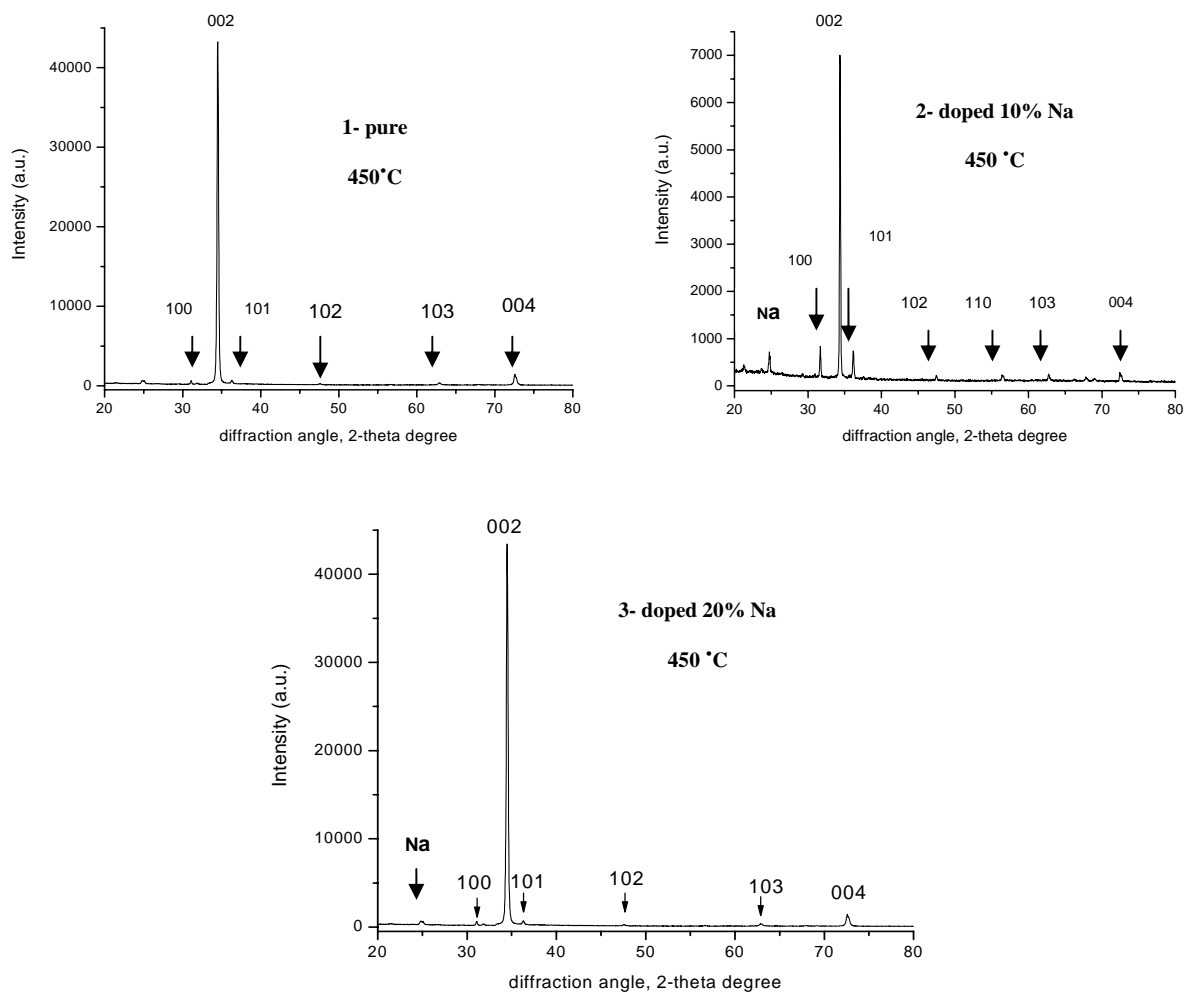 002
40000
30000
20000
10000
0
Intensity (a.u.)
1- pure
450°C
100
101
102
103
004
20 30 40 50 60 70 80
diffraction angle, 2-theta degree
002
7000
6000
5000
4000
3000
2000
1000
0
Intensity (a.u.)
2- doped 10% Na
450 °C
Na
100
101
102
110
103
004
20 30 40 50 60 70 80
diffraction angle, 2-theta degree
002
40000
30000
20000
10000
0
Intensity (a.u.)
3- doped 20% Na
450 °C
Na
100
101
102
103
004
20 30 40 50 60 70 80
diffraction angle, 2-theta degree